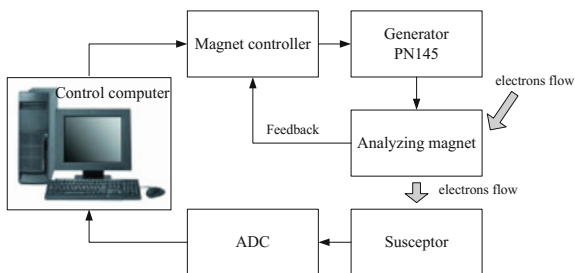 Magnet controller
Generator
PN145
Control computer
electrons flow
Feedback
Analyzing magnet
electrons flow
ADC
Susceptor